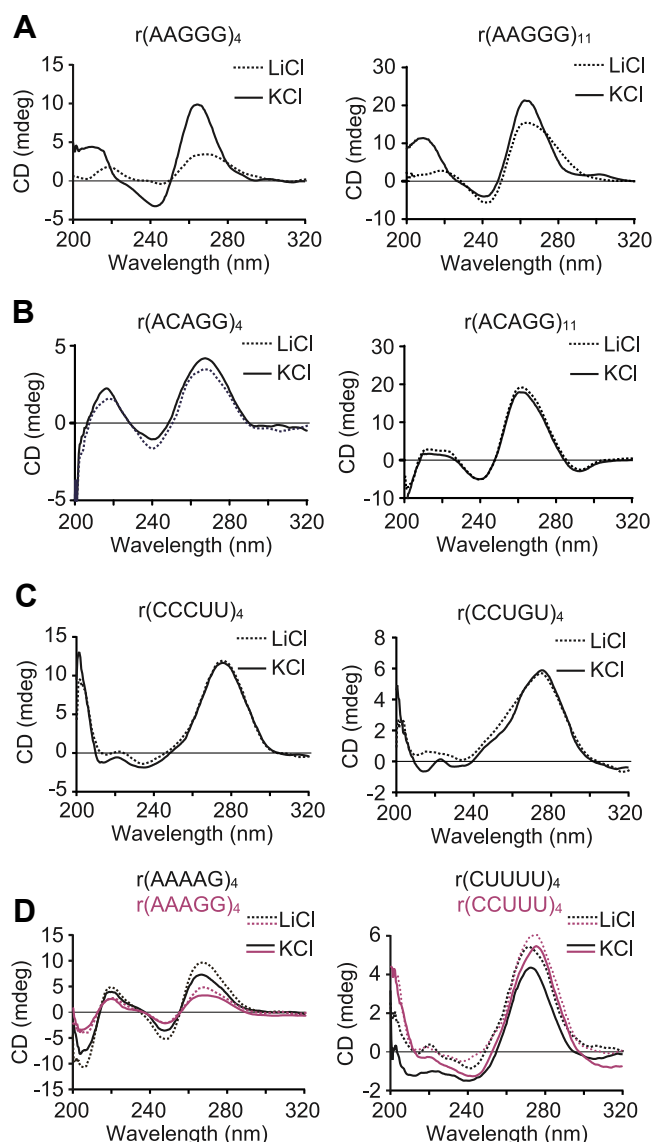 A
r(AAGGG)4
LiCl
KCl
CD (mdeg)
15
10
5
0
-5
200 240 280 320
Wavelength (nm)
r(AAGGG)11
LiCl
KCl
CD (mdeg)
30
20
10
0
-10
200 240 280 320
Wavelength (nm)
B
r(ACAGG)4
LiCl
KCl
CD (mdeg)
5
0
-5
200 240 280 320
Wavelength (nm)
r(ACAGG)11
LiCl
KCl
CD (mdeg)
30
20
10
0
-10
200 240 280 320
Wavelength (nm)
C
r(CCCUU)4
LiCl
KCl
CD (mdeg)
15
10
5
0
-5
200 240 280 320
Wavelength (nm)
r(CCUGU)4
LiCl
KCl
CD (mdeg)
8
6
4
2
0
-2
200 240 280 320
Wavelength (nm)
D
r(AAAAG)4
r(AAAGG)4
LiCl
KCl
CD (mdeg)
15
10
5
0
-5
-10
-15
200 240 280 320
Wavelength (nm)
r(CUUUU)4
r(CCUUU)4
LiCl
KCl
CD (mdeg)
6
4
2
0
-2
200 240 280 320
Wavelength (nm)